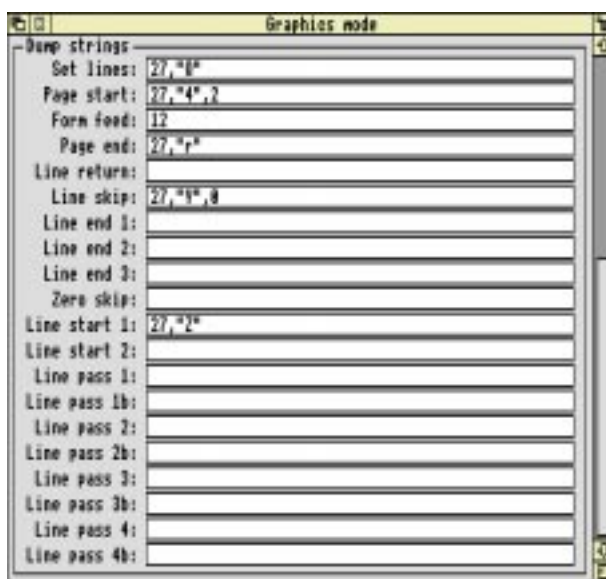 Graphics mode
Dump strings
Set lines: 27,"0"
Page start: 27,"4",2
Form feed: 12
Page end: 27,"r"
Line return:
Line skip: 27,"Y",0
Line end 1:
Line end 2:
Line end 3:
Zero skip:
Line start 1: 27,"Z"
Line start 2:
Line pass 1:
Line pass 1b:
Line pass 2:
Line pass 2b:
Line pass 3:
Line pass 3b:
Line pass 4:
Line pass 4b: